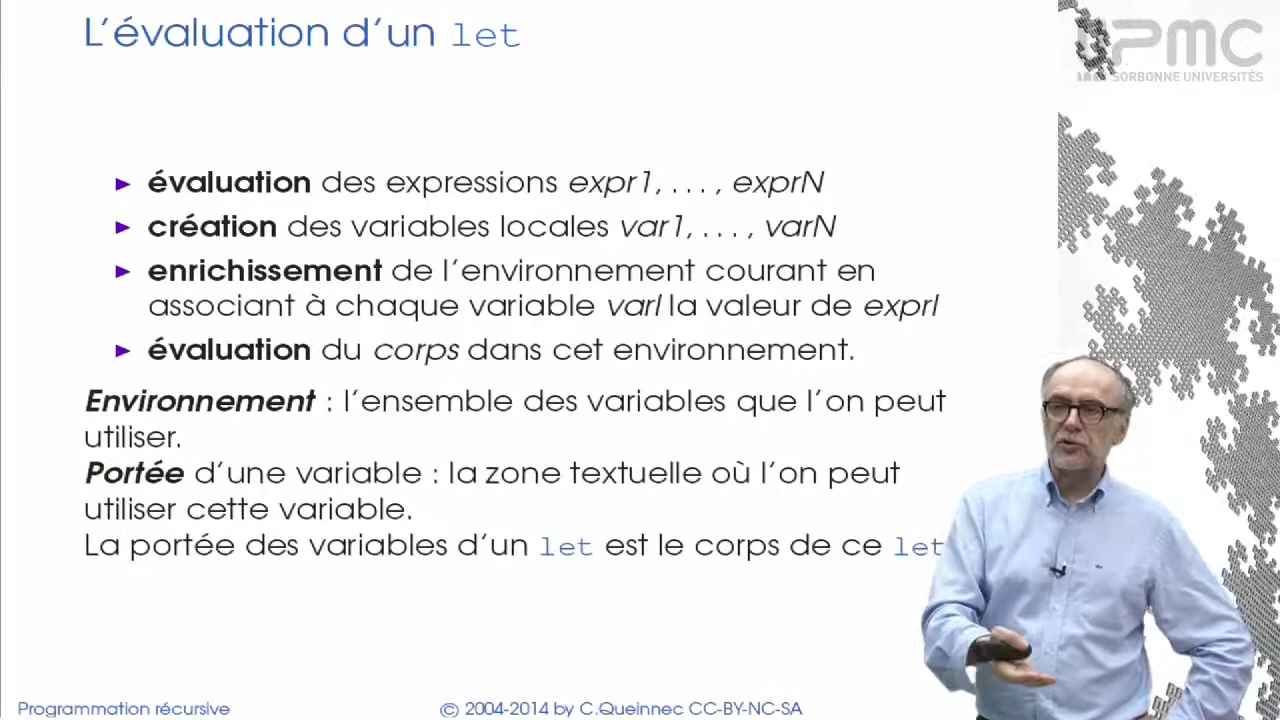 L'évaluation d'un let
UPMC
SORBONNE UNIVERSITÉS
▶ évaluation des expressions expr1, . . . , exprN
▶ création des variables locales var1, . . . , varN
▶ enrichissement de l'environnement courant en
associant à chaque variable varI la valeur de exprI
▶ évaluation du corps dans cet environnement.
Environnement : l'ensemble des variables que l'on peut
utiliser.
Portée d'une variable : la zone textuelle où l'on peut
utiliser cette variable.
La portée des variables d'un let est le corps de ce let
Programmation récursive
© 2004-2014 by C.Queinnec CC-BY-NC-SA